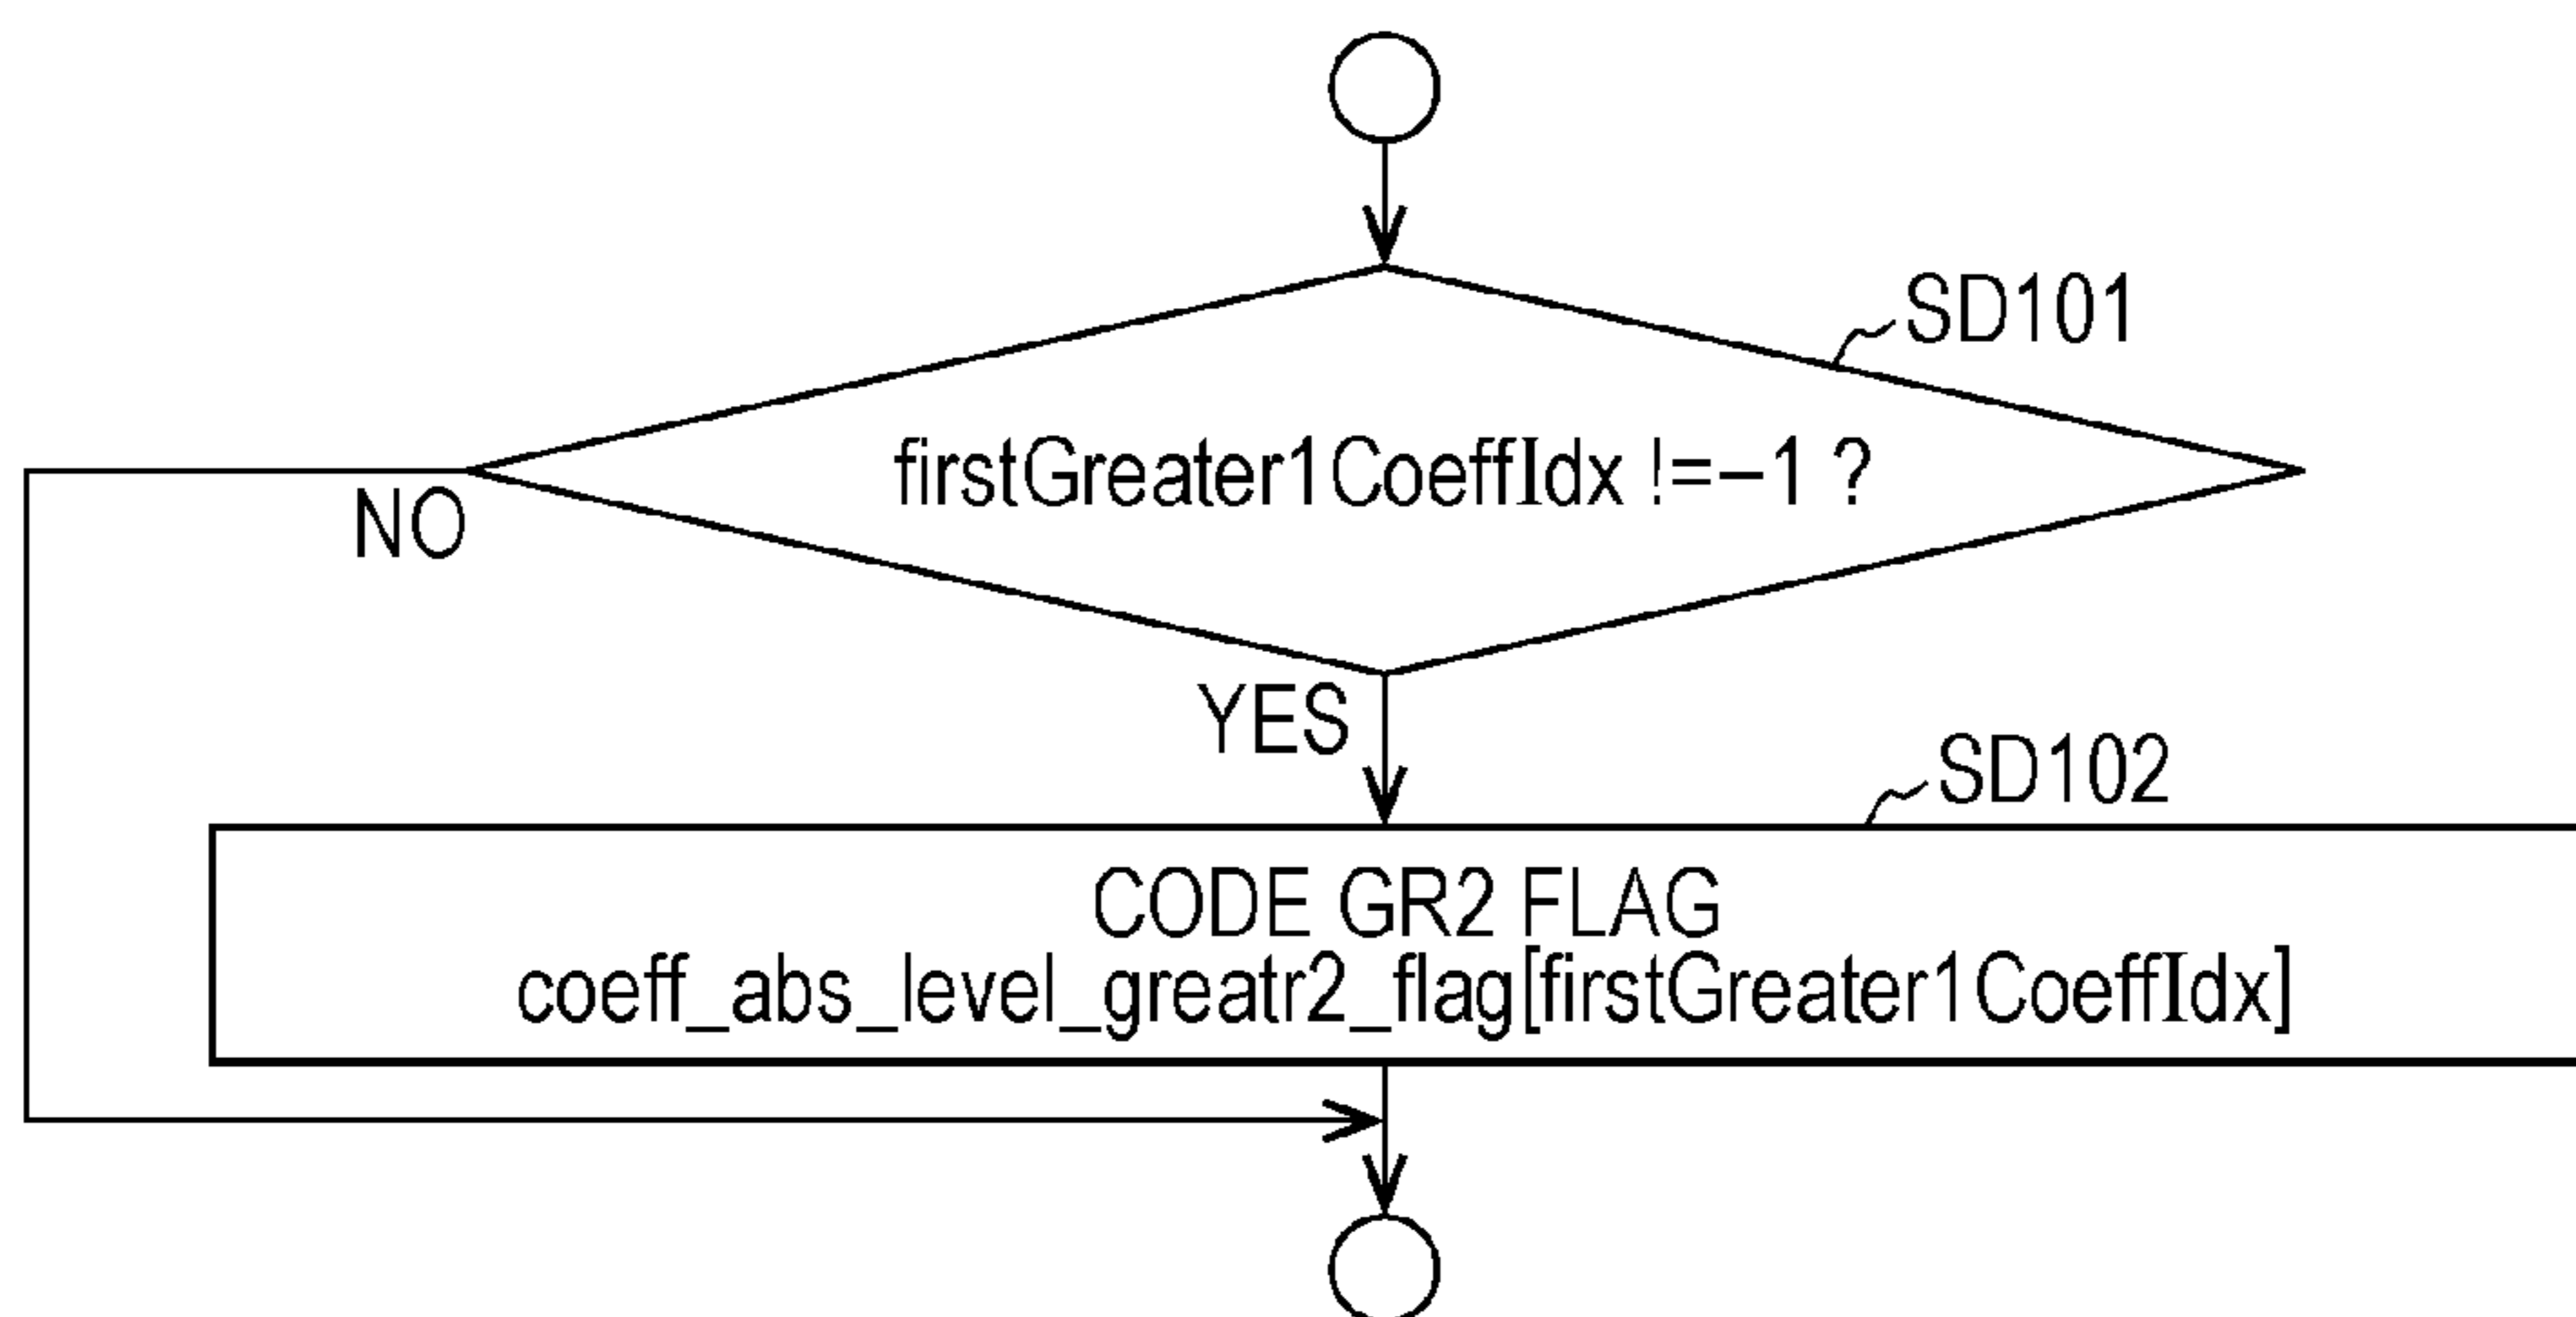 SD101
firstGreater1CoeffIdx !=–1 ?
NO
YES
SD102
CODE GR2 FLAG
coeff_abs_level_greatr2_flag[firstGreater1CoeffIdx]